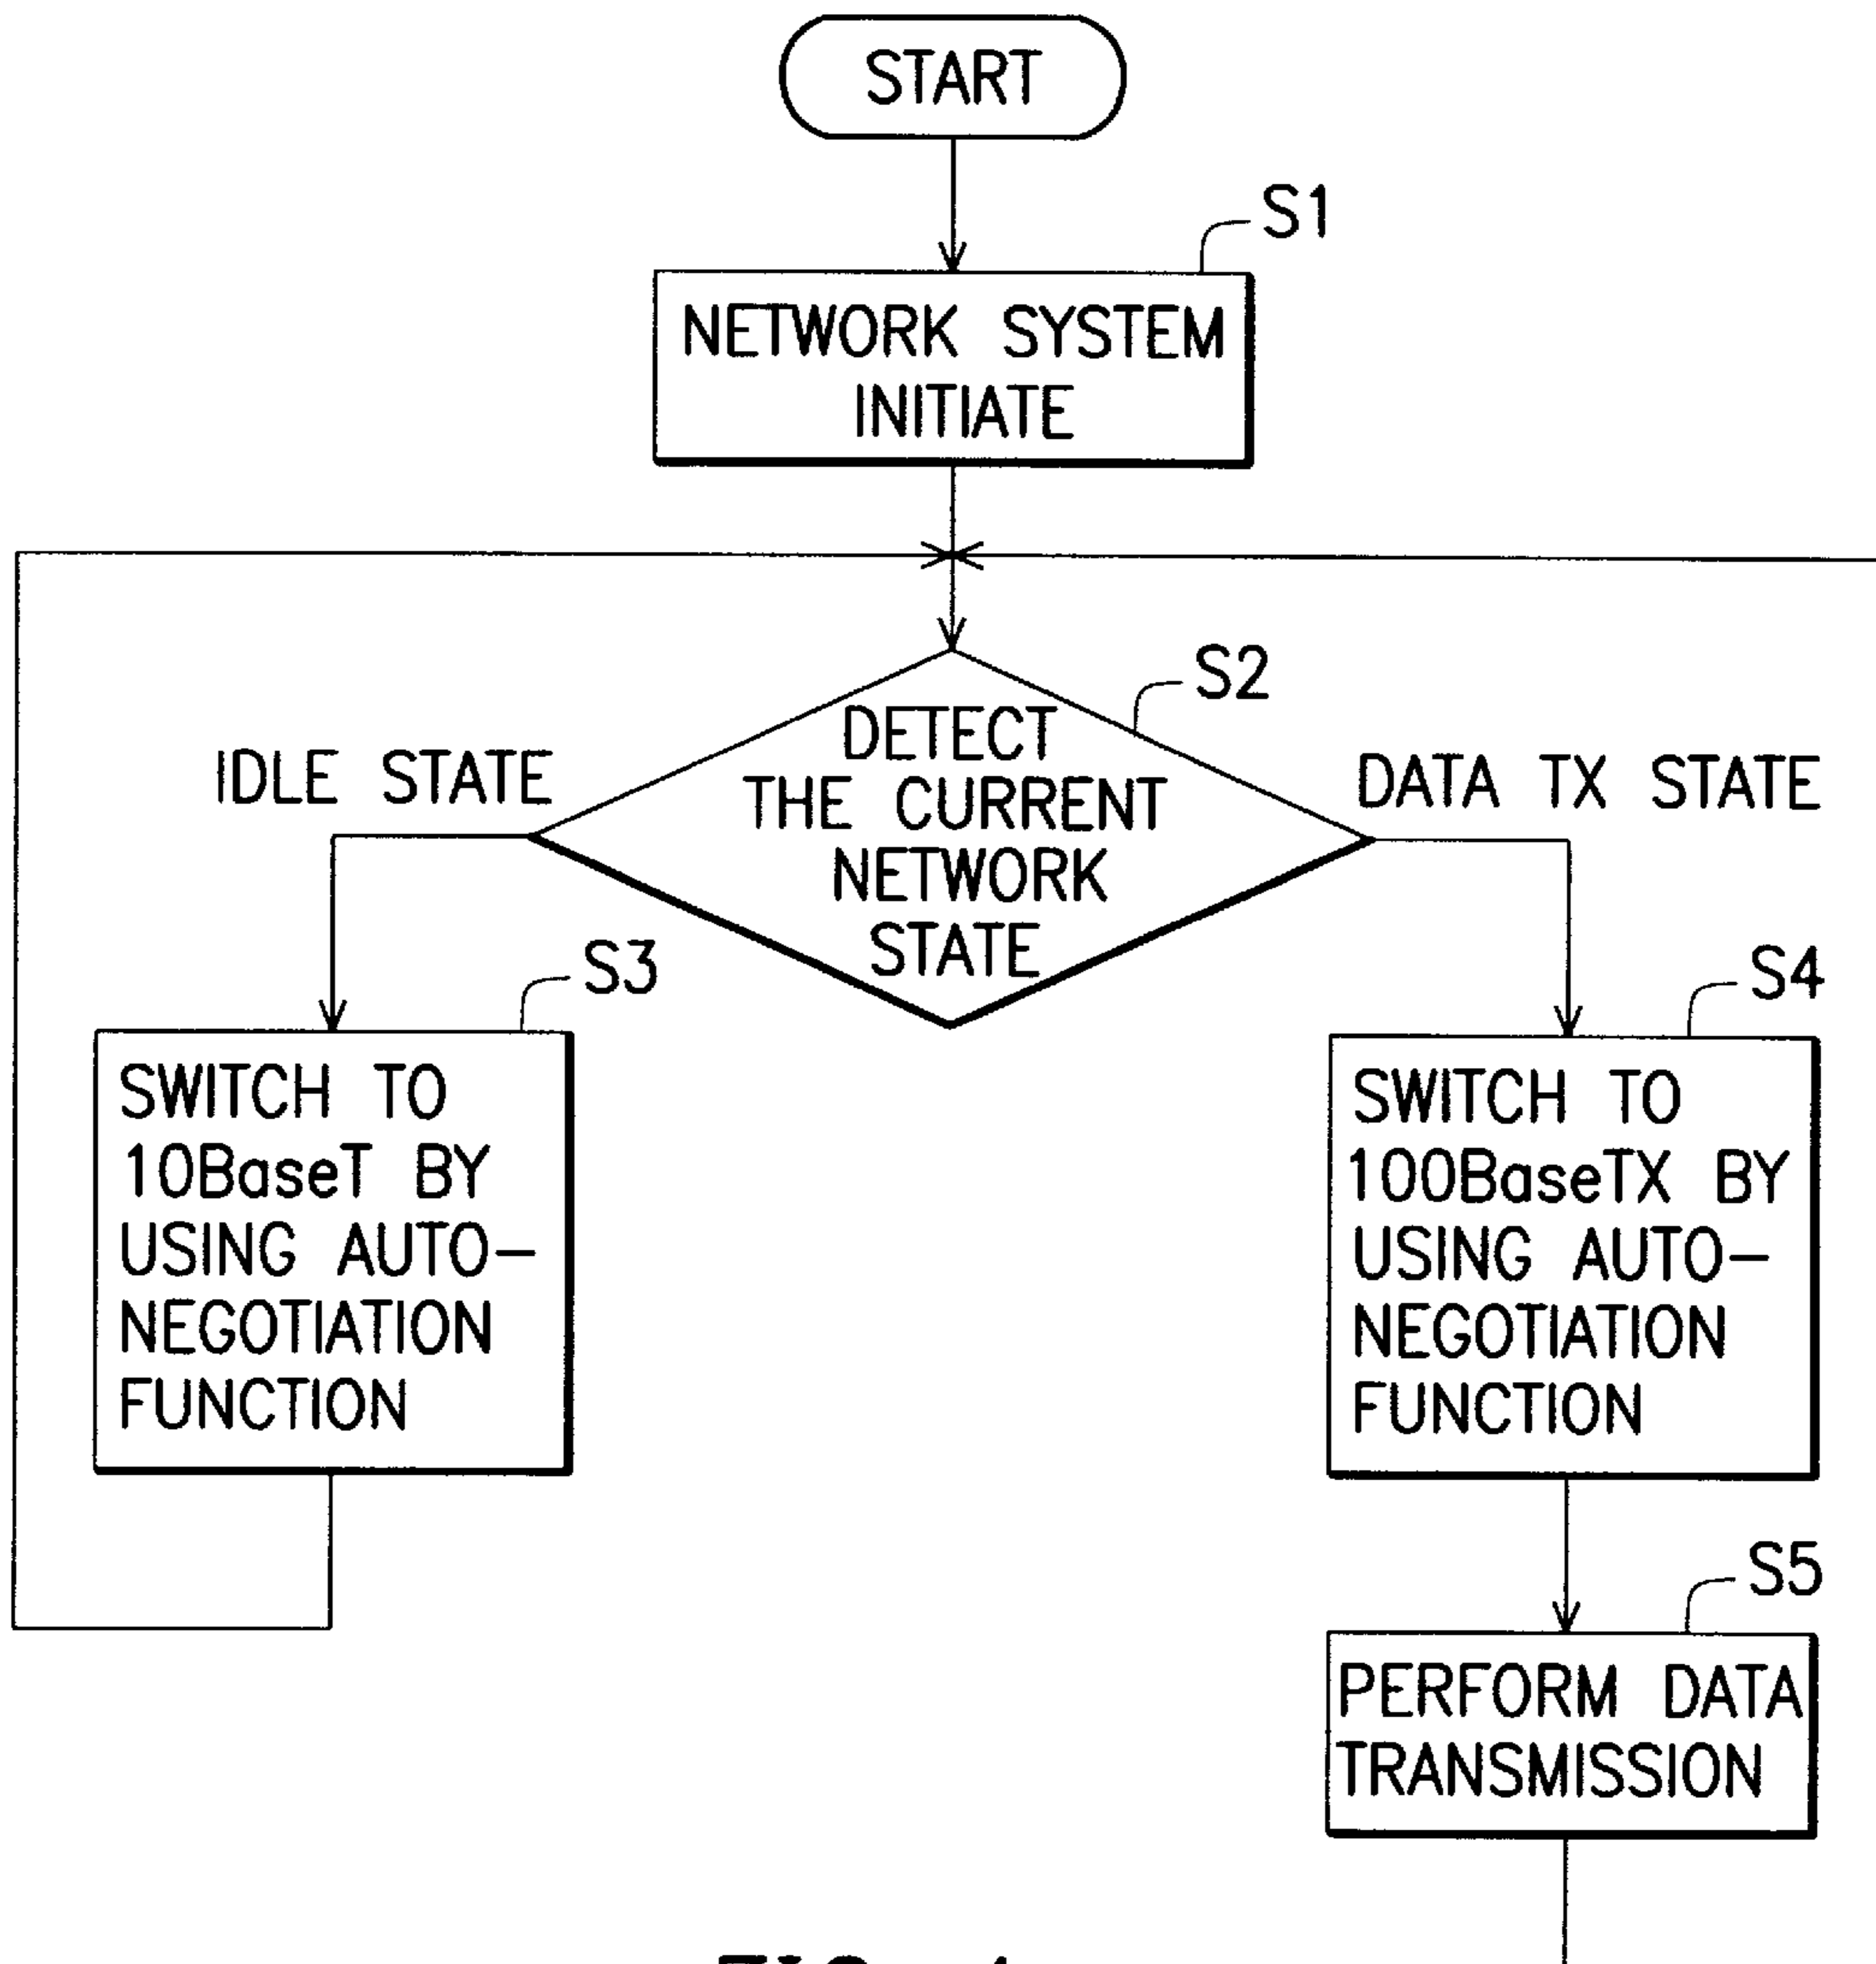 START
S1
NETWORK SYSTEM
INITIATE
S2
DETECT
THE CURRENT
NETWORK
STATE
IDLE STATE
DATA TX STATE
S3
SWITCH TO
10BaseT BY
USING AUTO-
NEGOTIATION
FUNCTION
S4
SWITCH TO
100BaseTX BY
USING AUTO-
NEGOTIATION
FUNCTION
S5
PERFORM DATA
TRANSMISSION